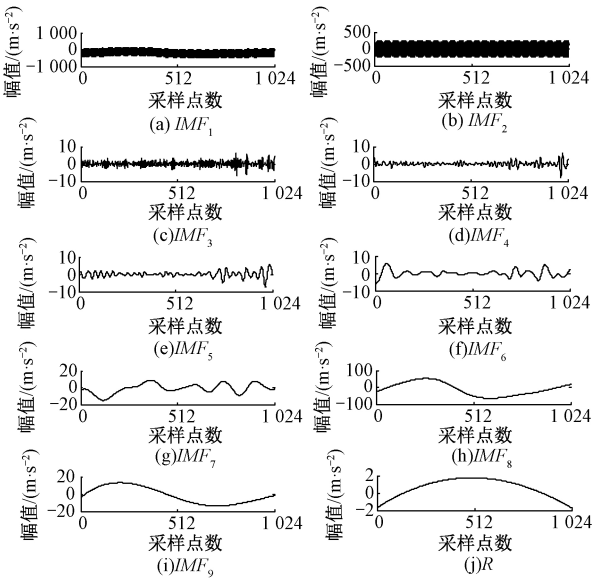 幅值/(m·s⁻²)
1 000
0
−1 000
0 512 1 024
采样点数
(a) IMF₁
幅值/(m·s⁻²)
500
0
−500
0 512 1 024
采样点数
(b) IMF₂
幅值/(m·s⁻²)
10
0
−10
0 512 1 024
采样点数
(c)IMF₃
幅值/(m·s⁻²)
10
0
−10
0 512 1 024
采样点数
(d)IMF₄
幅值/(m·s⁻²)
10
0
−10
0 512 1 024
采样点数
(e)IMF₅
幅值/(m·s⁻²)
10
0
−10
0 512 1 024
采样点数
(f)IMF₆
幅值/(m·s⁻²)
20
0
−20
0 512 1 024
采样点数
(g)IMF₇
幅值/(m·s⁻²)
100
0
−100
0 512 1 024
采样点数
(h)IMF₈
幅值/(m·s⁻²)
20
0
−20
0 512 1 024
采样点数
(i)IMF₉
幅值/(m·s⁻²)
2
0
−2
0 512 1 024
采样点数
(j)R